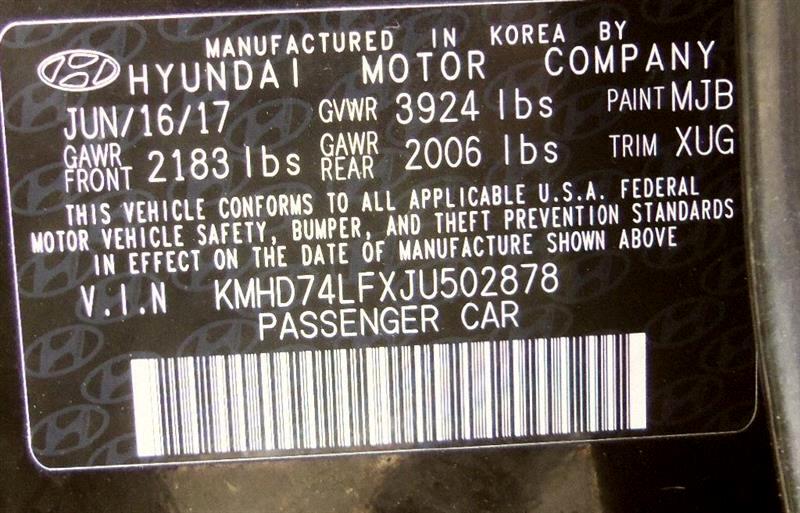 MANUFACTURED IN KOREA BY
HYUNDAI MOTOR COMPANY
JUN/16/17 GVWR 3924 lbs PAINT MJB
GAWR FRONT 2183 lbs GAWR REAR 2006 lbs TRIM XUG
THIS VEHICLE CONFORMS TO ALL APPLICABLE U.S.A. FEDERAL
MOTOR VEHICLE SAFETY, BUMPER, AND THEFT PREVENTION STANDARDS
IN EFFECT ON THE DATE OF MANUFACTURE SHOWN ABOVE
V.I.N KMHD74LFXJU502878
PASSENGER CAR